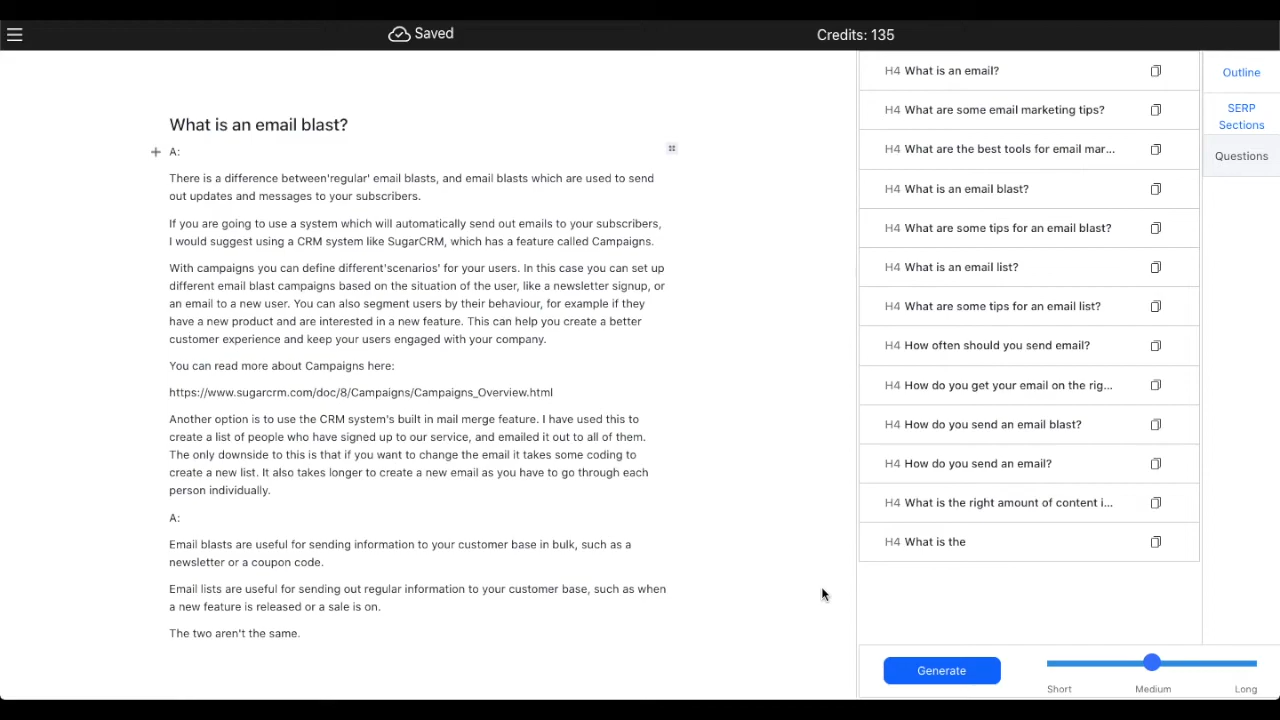 Saved
Credits: 135
What is an email blast?
A:
There is a difference between'regular' email blasts, and email blasts which are used to send
out updates and messages to your subscribers.
If you are going to use a system which will automatically send out emails to your subscribers,
I would suggest using a CRM system like SugarCRM, which has a feature called Campaigns.
With campaigns you can define different'scenarios' for your users. In this case you can set up
different email blast campaigns based on the situation of the user, like a newsletter signup, or
an email to a new user. You can also segment users by their behaviour, for example if they
have a new product and are interested in a new feature. This can help you create a better
customer experience and keep your users engaged with your company.
You can read more about Campaigns here:
https://www.sugarcrm.com/doc/8/Campaigns/Campaigns_Overview.html
Another option is to use the CRM system's built in mail merge feature. I have used this to
create a list of people who have signed up to our service, and emailed it out to all of them.
The only downside to this is that if you want to change the email it takes some coding to
create a new list. It also takes longer to create a new email as you have to go through each
person individually.
A:
Email blasts are useful for sending information to your customer base in bulk, such as a
newsletter or a coupon code.
Email lists are useful for sending out regular information to your customer base, such as when
a new feature is released or a sale is on.
The two aren't the same.
H4 What is an email?
H4 What are some email marketing tips?
H4 What are the best tools for email mar...
H4 What is an email blast?
H4 What are some tips for an email blast?
H4 What is an email list?
H4 What are some tips for an email list?
H4 How often should you send email?
H4 How do you get your email on the rig...
H4 How do you send an email blast?
H4 How do you send an email?
H4 What is the right amount of content i...
H4 What is the
Generate
Short Medium Long
Outline
SERP
Sections
Questions